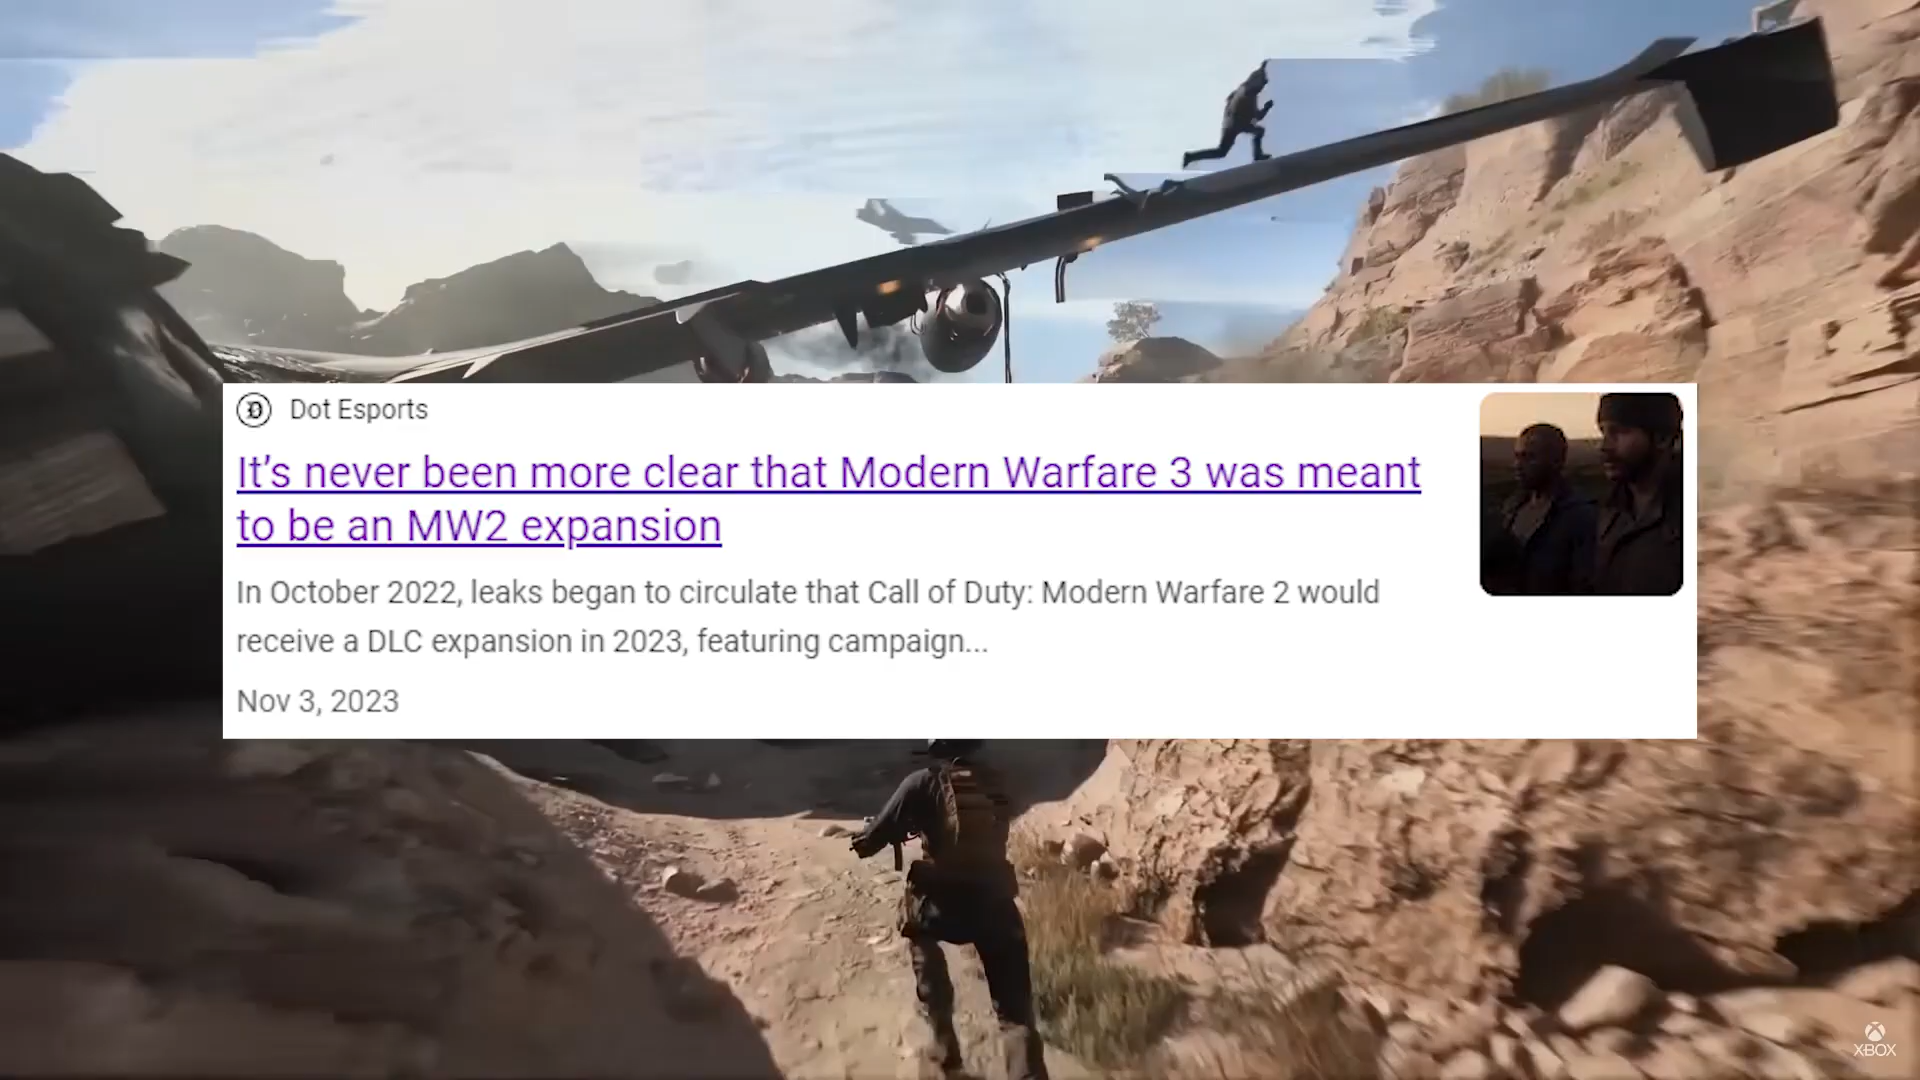 Dot Esports
It’s never been more clear that Modern Warfare 3 was meant
to be an MW2 expansion
In October 2022, leaks began to circulate that Call of Duty: Modern Warfare 2 would
receive a DLC expansion in 2023, featuring campaign...
Nov 3, 2023
XBOX